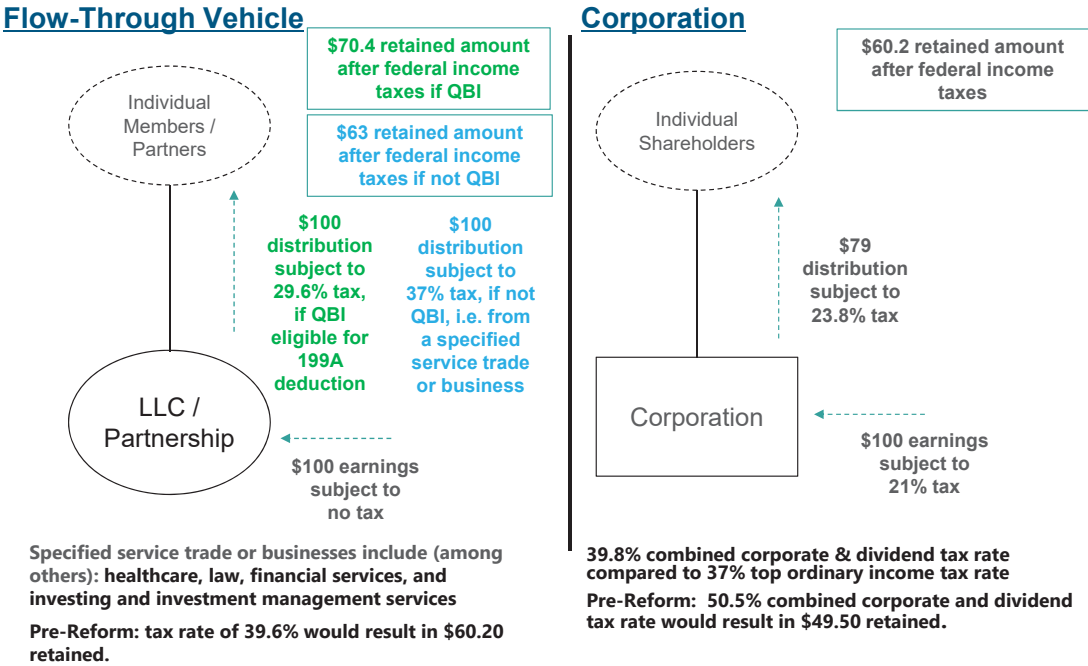 Flow-Through Vehicle
$70.4 retained amount
after federal income
taxes if QBI
Individual
Members /
Partners
$63 retained amount
after federal income
taxes if not QBI
$100
distribution
subject to
29.6% tax,
if QBI
eligible for
199A
deduction
$100
distribution
subject to
37% tax, if not
QBI, i.e. from
a specified
service trade
or business
LLC /
Partnership
$100 earnings
subject to
no tax
Specified service trade or businesses include (among
others): healthcare, law, financial services, and
investing and investment management services
Pre-Reform: tax rate of 39.6% would result in $60.20
retained.
Corporation
$60.2 retained amount
after federal income
taxes
Individual
Shareholders
$79
distribution
subject to
23.8% tax
Corporation
$100 earnings
subject to
21% tax
39.8% combined corporate & dividend tax rate
compared to 37% top ordinary income tax rate
Pre-Reform:  50.5% combined corporate and dividend
tax rate would result in $49.50 retained.